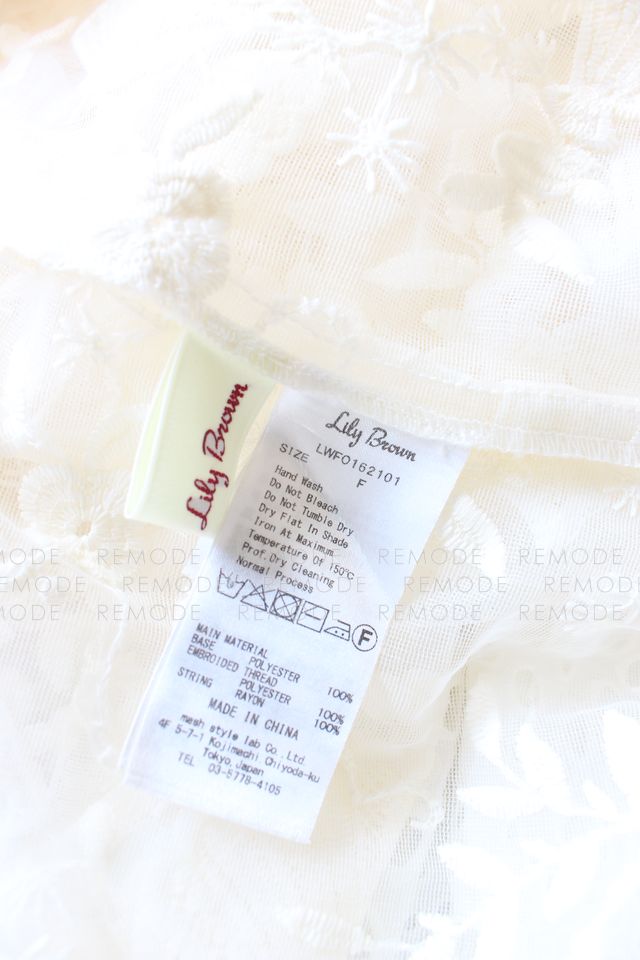 Lily Brown
Lily Brown
LWFO162101
SIZE F
Hand Wash
Do Not Bleach
Do Not Tumble Dry
Dry Flat In Shade
Iron At Maximum
Temperature Of 150°C
Prof.Dry Cleaning
Normal Process
F
MAIN MATERIAL
BASE
POLYESTER 100%
EMBROIDED THREAD
POLYESTER 100%
STRING
RAYON 100%
MADE IN CHINA
mash style lab Co.,Ltd.
4F 5-7-1 Kojimachi Chiyoda-ku
Tokyo,Japan
TEL 03-5778-4105
REMODE REMODE REMODE REMODE REMODE
REMODE REMODE REMODE REMODE REMODE
REMODE REMODE REMODE REMODE REMODE